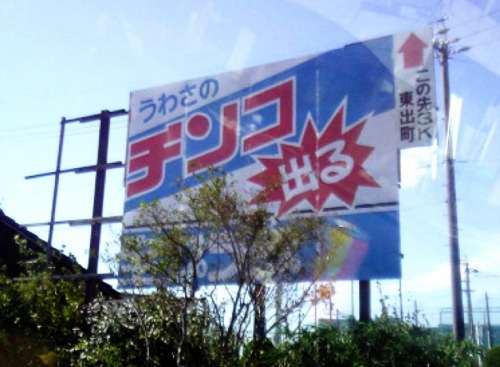 うわさの
チンコ
出る
この先3K
東出町